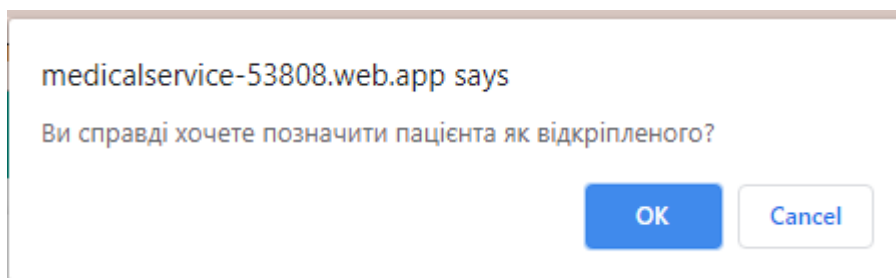 medicalservice-53808.web.app says
Ви справді хочете позначити пацієнта як відкріпленого?
OK
Cancel